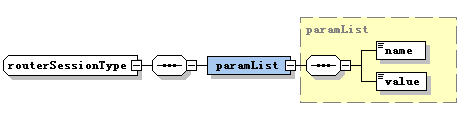 paramList
routerSessionType
paramList
name
value